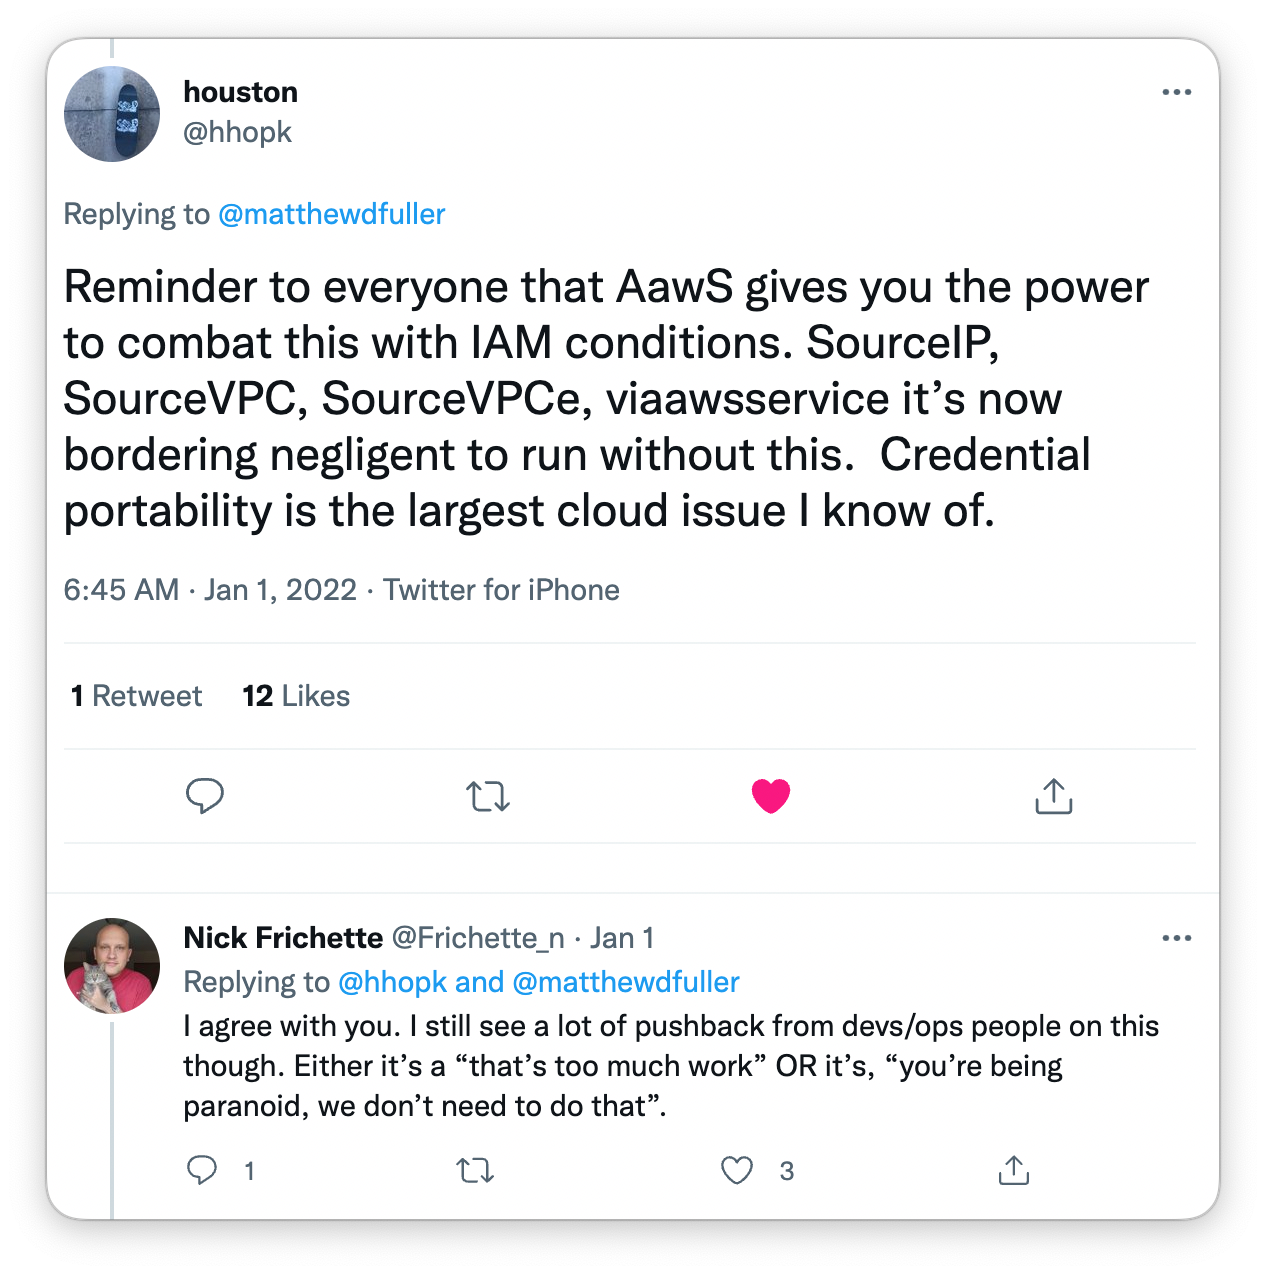 houston
@hhopk
Replying to @matthewdfuller
Reminder to everyone that AawS gives you the power
to combat this with IAM conditions. SourceIP,
SourceVPC, SourceVPCe, viaawsservice it’s now
bordering negligent to run without this.  Credential
portability is the largest cloud issue I know of.
6:45 AM · Jan 1, 2022 · Twitter for iPhone
1 Retweet 12 Likes
Nick Frichette @Frichette_n · Jan 1
Replying to @hhopk and @matthewdfuller
I agree with you. I still see a lot of pushback from devs/ops people on this
though. Either it’s a “that’s too much work” OR it’s, “you’re being
paranoid, we don’t need to do that”.
1 3